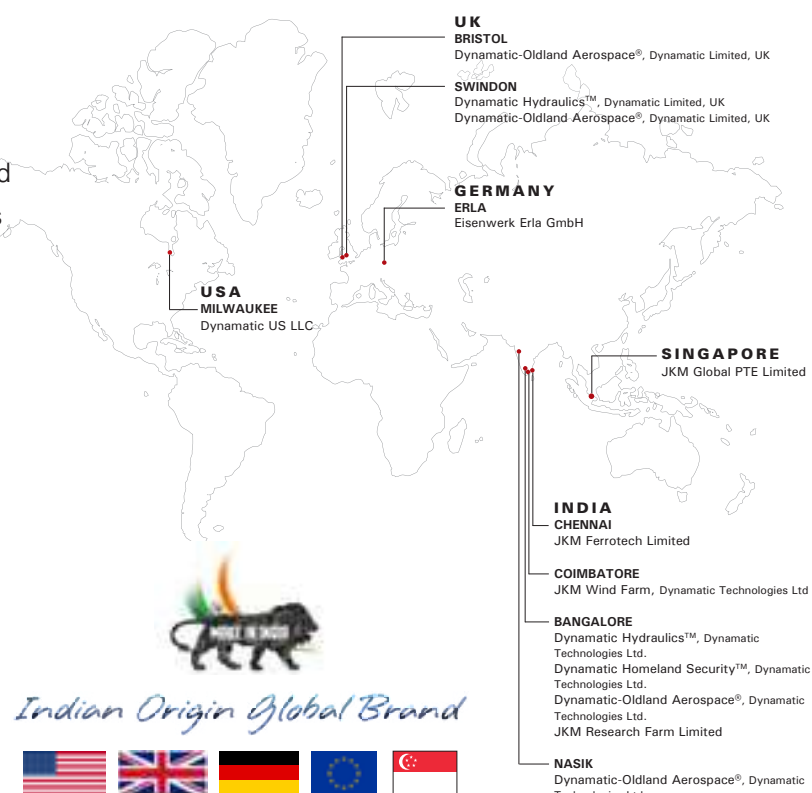 UK
BRISTOL
Dynamatic-Oldland Aerospace®, Dynamatic Limited, UK
SWINDON
Dynamatic Hydraulics™, Dynamatic Limited, UK
Dynamatic-Oldland Aerospace®, Dynamatic Limited, UK
GERMANY
ERLA
Eisenwerk Erla GmbH
USA
MILWAUKEE
Dynamatic US LLC
SINGAPORE
JKM Global PTE Limited
INDIA
CHENNAI
JKM Ferrotech Limited
COIMBATORE
JKM Wind Farm, Dynamatic Technologies Ltd
BANGALORE
Dynamatic Hydraulics™, Dynamatic
Technologies Ltd.
Dynamatic Homeland Security™, Dynamatic
Technologies Ltd.
Dynamatic-Oldland Aerospace®, Dynamatic
Technologies Ltd.
JKM Research Farm Limited
NASIK
Dynamatic-Oldland Aerospace®, Dynamatic
MAKE IN INDIA
Indian Origin Global Brand